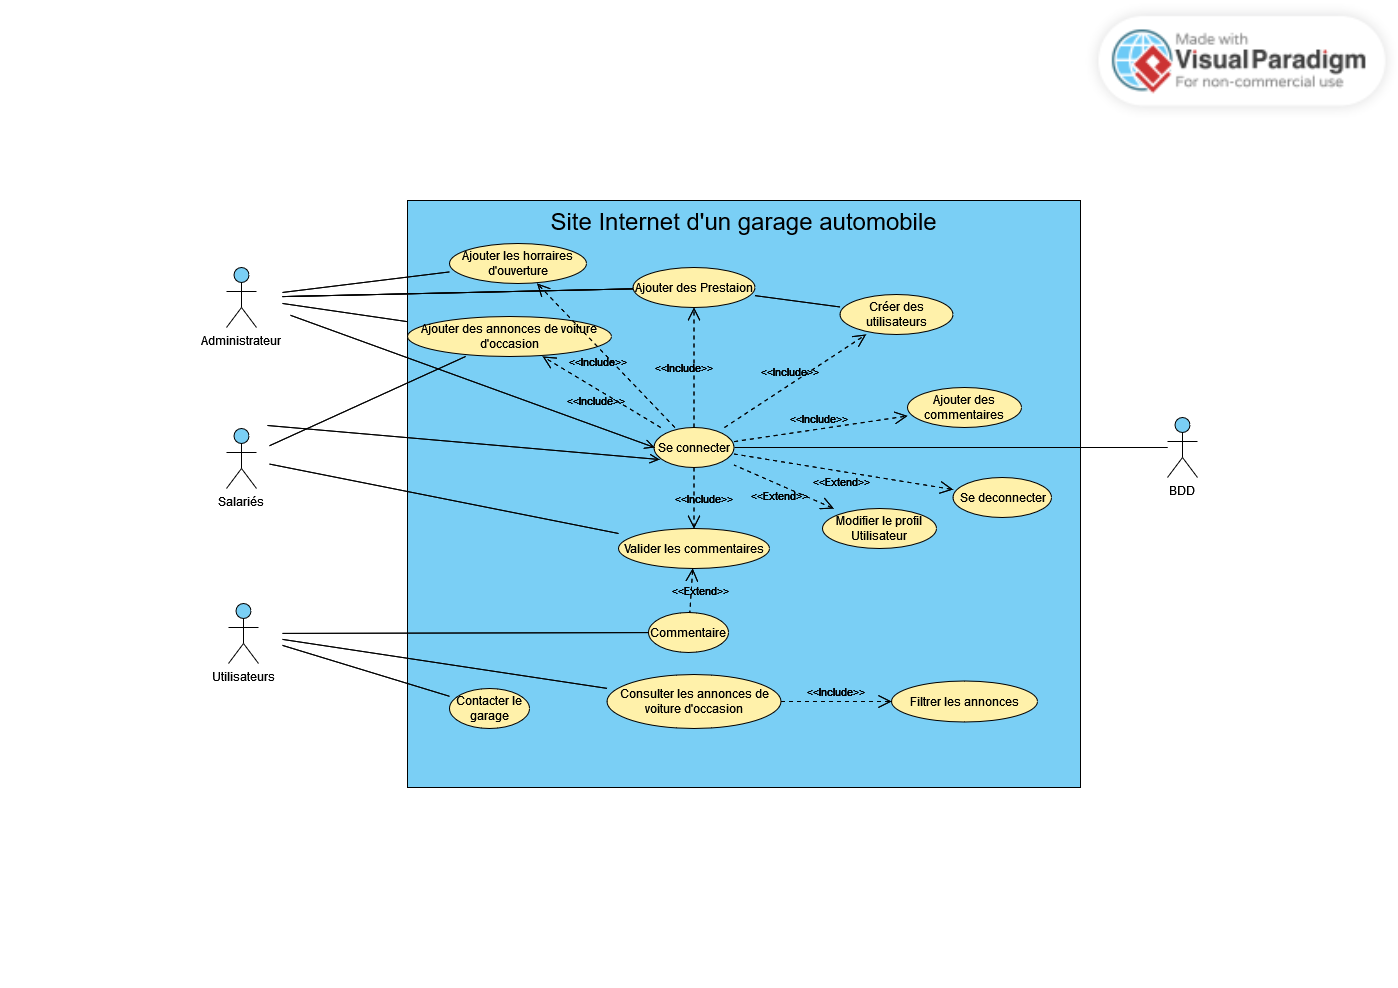 Made with
Visual Paradigm
For non-commercial use
Site Internet d'un garage automobile
Ajouter les horraires
d'ouverture
Ajouter des Prestaion
Créer des
utilisateurs
Administrateur
Ajouter des annonces de voiture
d'occasion
<<Include>>
<<Include>>
<<Include>>
<<Include>>
Ajouter des
commentaires
<<Include>>
Se connecter
Salariés
BDD
<<Extend>>
<<Extend>>
<<Include>>
Se deconnecter
Modifier le profil
Utilisateur
Valider les commentaires
<<Extend>>
Commentaire
Utilisateurs
Contacter le
garage
Consulter les annonces de
voiture d'occasion
<<Include>>
Filtrer les annonces